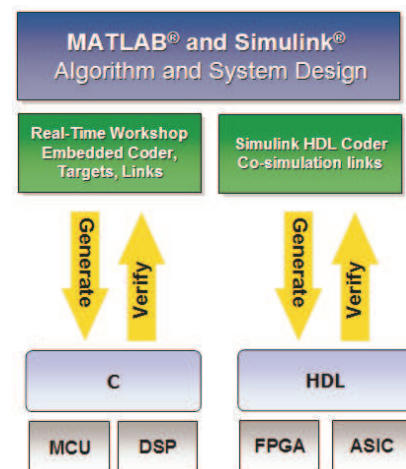 MATLAB® and Simulink®
Algorithm and System Design
Real-Time Workshop
Embedded Coder,
Targets, Links
Simulink HDL Coder
Co-simulation links
Generate
Verify
Generate
Verify
C
HDL
MCU
DSP
FPGA
ASIC